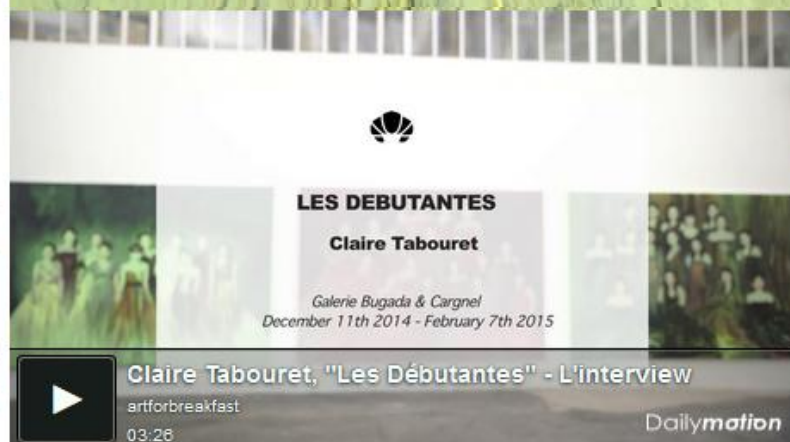 LES DEBUTANTES
Claire Tabouret
Galerie Bugada & Cargnel
December 11th 2014 - February 7th 2015
Claire Tabouret, "Les Débutantes" - L'interview
artforbreakfast
03:26
Dailymotion